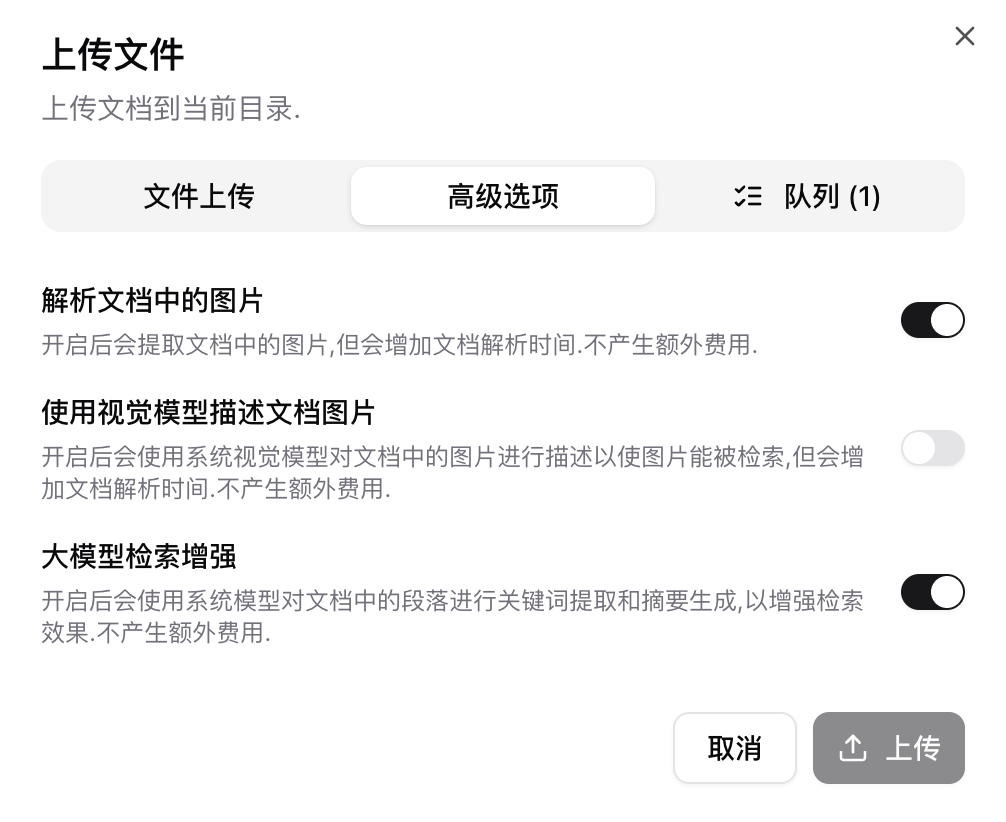 上传文件
上传文档到当前目录.
文件上传
高级选项
队列 (1)
解析文档中的图片
开启后会提取文档中的图片,但会增加文档解析时间.不产生额外费用.
使用视觉模型描述文档图片
开启后会使用系统视觉模型对文档中的图片进行描述以使图片能被检索,但会增
加文档解析时间.不产生额外费用.
大模型检索增强
开启后会使用系统模型对文档中的段落进行关键词提取和摘要生成,以增强检索
效果.不产生额外费用.
取消
上传